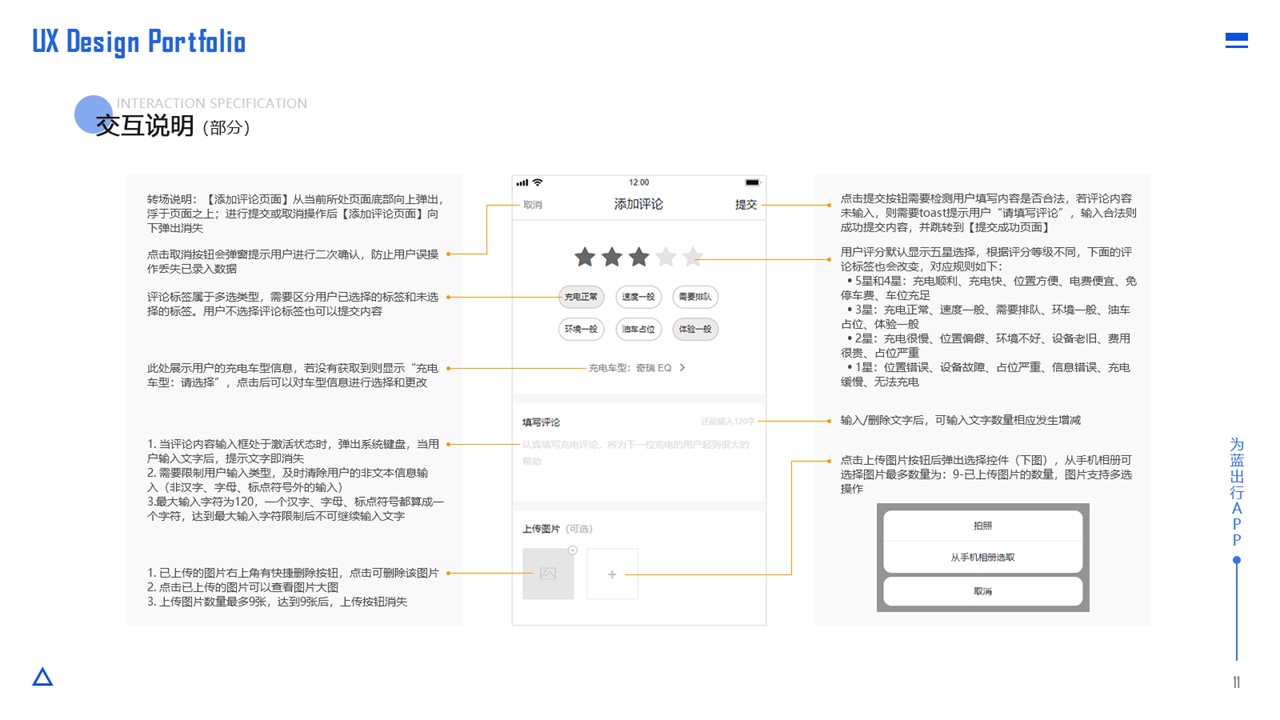 UX Design Portfolio
INTERACTION SPECIFICATION
交互说明（部分）
转场说明：【添加评论页面】从当前所处页面底部向上弹出，
浮于页面之上；进行提交或取消操作后【添加评论页面】向
下弹出消失
点击取消按钮会弹窗提示用户进行二次确认，防止用户误操
作丢失已录入数据
评论标签属于多选类型，需要区分用户已选择的标签和未选
择的标签。用户不选择评论标签也可以提交内容
此处展示用户的充电车型信息，若没有获取到则显示“充电
车型：请选择”，点击后可以对车型信息进行选择和更改
1. 当评论内容输入框处于激活状态时，弹出系统键盘，当用
户输入文字后，提示文字即消失
2. 需要限制用户输入类型，及时清除用户的非文本信息输
入（非汉字、字母、标点符号外的输入）
3.最大输入字符为120，一个汉字、字母、标点符号都算成一
个字符，达到最大输入字符限制后不可继续输入文字
1. 已上传的图片右上角有快捷删除按钮，点击可删除该图片
2. 点击已上传的图片可以查看图片大图
3. 上传图片数量最多9张，达到9张后，上传按钮消失
12:00
取消
添加评论
提交
充电正常
速度一般
需要排队
环境一般
油车占位
体验一般
充电车型：奇瑞 EQ
填写评论
还能输入120字
认真填写充电评论，将为下一位充电的用户起到很大的
帮助
上传图片（可选）
点击提交按钮需要检测用户填写内容是否合法，若评论内容
未输入，则需要toast提示用户“请填写评论”，输入合法则
成功提交内容，并跳转到【提交成功页面】
用户评分默认显示五星选择，根据评分等级不同，下面的评
论标签也会改变，对应规则如下：
• 5星和4星：充电顺利、充电快、位置方便、电费便宜、免
停车费、车位充足
• 3星：充电正常、速度一般、需要排队、环境一般、油车
占位、体验一般
• 2星：充电很慢、位置偏僻、环境不好、设备老旧、费用
很贵、占位严重
• 1星：位置错误、设备故障、占位严重、信息错误、充电
缓慢、无法充电
输入/删除文字后，可输入文字数量相应发生增减
点击上传图片按钮后弹出选择控件（下图），从手机相册可
选择图片最多数量为：9-已上传图片的数量，图片支持多选
操作
拍照
从手机相册选取
取消
为蓝出行APP
11